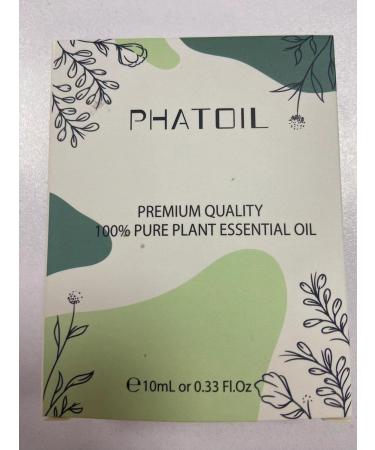 PHATOIL
PREMIUM QUALITY
100% PURE PLANT ESSENTIAL OIL
℮10mL or 0.33 Fl.Oz